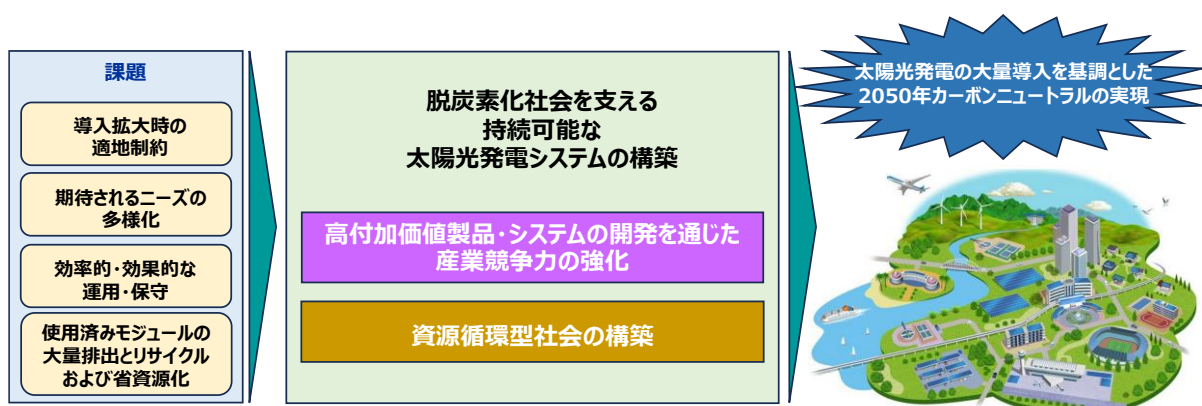 課題
導入拡大時の
適地制約
期待されるニーズの
多様化
効率的・効果的な
運用・保守
使用済みモジュールの
大量排出とリサイクル
および省資源化
脱炭素化社会を支える
持続可能な
太陽光発電システムの構築
高付加価値製品・システムの開発を通じた
産業競争力の強化
資源循環型社会の構築
太陽光発電の大量導入を基調とした
2050年カーボンニュートラルの実現